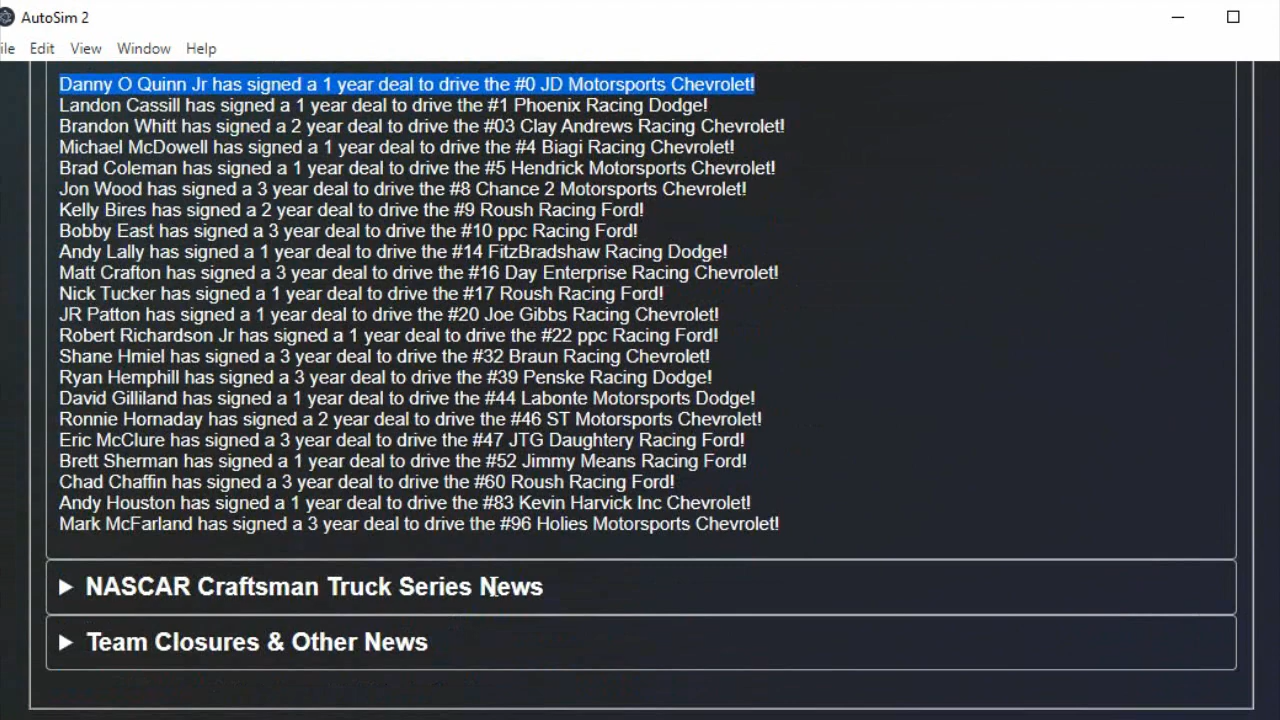 AutoSim 2
ile Edit View Window Help
Danny O Quinn Jr has signed a 1 year deal to drive the #0 JD Motorsports Chevrolet!
Landon Cassill has signed a 1 year deal to drive the #1 Phoenix Racing Dodge!
Brandon Whitt has signed a 2 year deal to drive the #03 Clay Andrews Racing Chevrolet!
Michael McDowell has signed a 1 year deal to drive the #4 Biagi Racing Chevrolet!
Brad Coleman has signed a 1 year deal to drive the #5 Hendrick Motorsports Chevrolet!
Jon Wood has signed a 3 year deal to drive the #8 Chance 2 Motorsports Chevrolet!
Kelly Bires has signed a 2 year deal to drive the #9 Roush Racing Ford!
Bobby East has signed a 3 year deal to drive the #10 ppc Racing Ford!
Andy Lally has signed a 1 year deal to drive the #14 FitzBradshaw Racing Dodge!
Matt Crafton has signed a 3 year deal to drive the #16 Day Enterprise Racing Chevrolet!
Nick Tucker has signed a 1 year deal to drive the #17 Roush Racing Ford!
JR Patton has signed a 1 year deal to drive the #20 Joe Gibbs Racing Chevrolet!
Robert Richardson Jr has signed a 1 year deal to drive the #22 ppc Racing Ford!
Shane Hmiel has signed a 3 year deal to drive the #32 Braun Racing Chevrolet!
Ryan Hemphill has signed a 3 year deal to drive the #39 Penske Racing Dodge!
David Gilliland has signed a 1 year deal to drive the #44 Labonte Motorsports Dodge!
Ronnie Hornaday has signed a 2 year deal to drive the #46 ST Motorsports Chevrolet!
Eric McClure has signed a 3 year deal to drive the #47 JTG Daughtery Racing Ford!
Brett Sherman has signed a 1 year deal to drive the #52 Jimmy Means Racing Ford!
Chad Chaffin has signed a 3 year deal to drive the #60 Roush Racing Ford!
Andy Houston has signed a 1 year deal to drive the #83 Kevin Harvick Inc Chevrolet!
Mark McFarland has signed a 3 year deal to drive the #96 Holies Motorsports Chevrolet!
NASCAR Craftsman Truck Series News
Team Closures & Other News